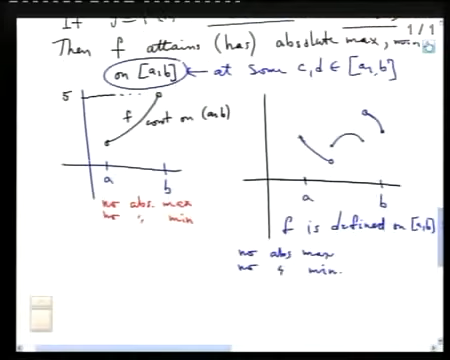 1 / 1
If y = f
Then f attains (has) absolute max, min
on [a,b] ← at some c, d ∈ [a, b]
5
f cont on (a,b)
a b
no abs. max
no " min
a b
f is defined on [a,b]
no abs max
no " min.